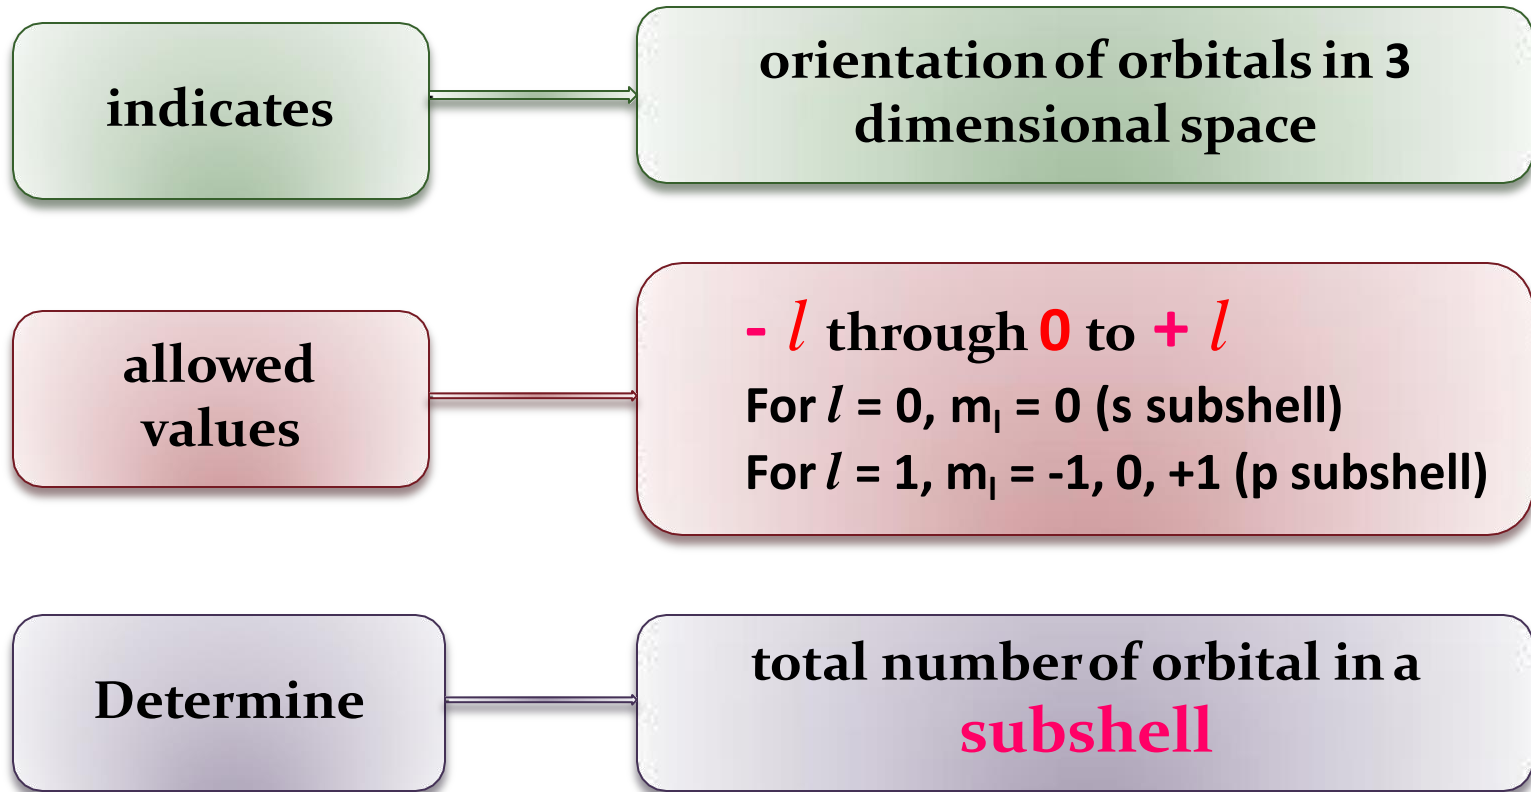 indicates
orientation of orbitals in 3
dimensional space
allowed
values
- l through 0 to + l
For l = 0, mₗ = 0 (s subshell)
For l = 1, mₗ = -1, 0, +1 (p subshell)
Determine
total number of orbital in a
subshell